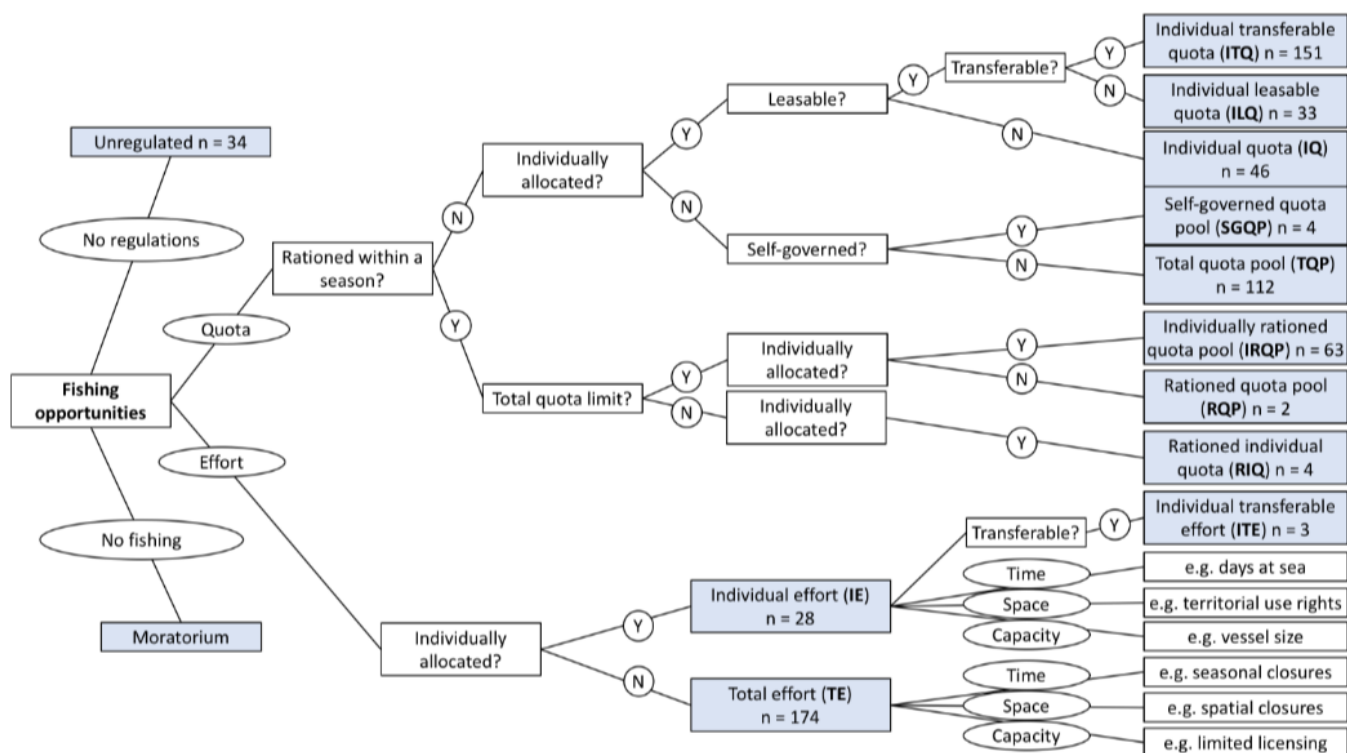 Unregulated n = 34
No regulations
Quota
Fishing
opportunities
Effort
No fishing
Moratorium
Rationed within a
season?
N
Y
Individually
allocated?
Y
N
Leasable?
Y
N
Transferable?
Y
N
Individual transferable
quota (ITQ) n = 151
Individual leasable
quota (ILQ) n = 33
Individual quota (IQ)
n = 46
Self-governed?
Y
N
Self-governed quota
pool (SGQP) n = 4
Total quota pool (TQP)
n = 112
Total quota limit?
Y
N
Individually
allocated?
Y
N
Individually rationed
quota pool (IRQP) n = 63
Rationed quota pool
(RQP) n = 2
Individually
allocated?
Y
Rationed individual
quota (RIQ) n = 4
Individually
allocated?
Y
N
Individual effort (IE)
n = 28
Transferable?
Y
Individual transferable
effort (ITE) n = 3
Time
e.g. days at sea
Space
e.g. territorial use rights
Capacity
e.g. vessel size
Total effort (TE)
n = 174
Time
e.g. seasonal closures
Space
e.g. spatial closures
Capacity
e.g. limited licensing